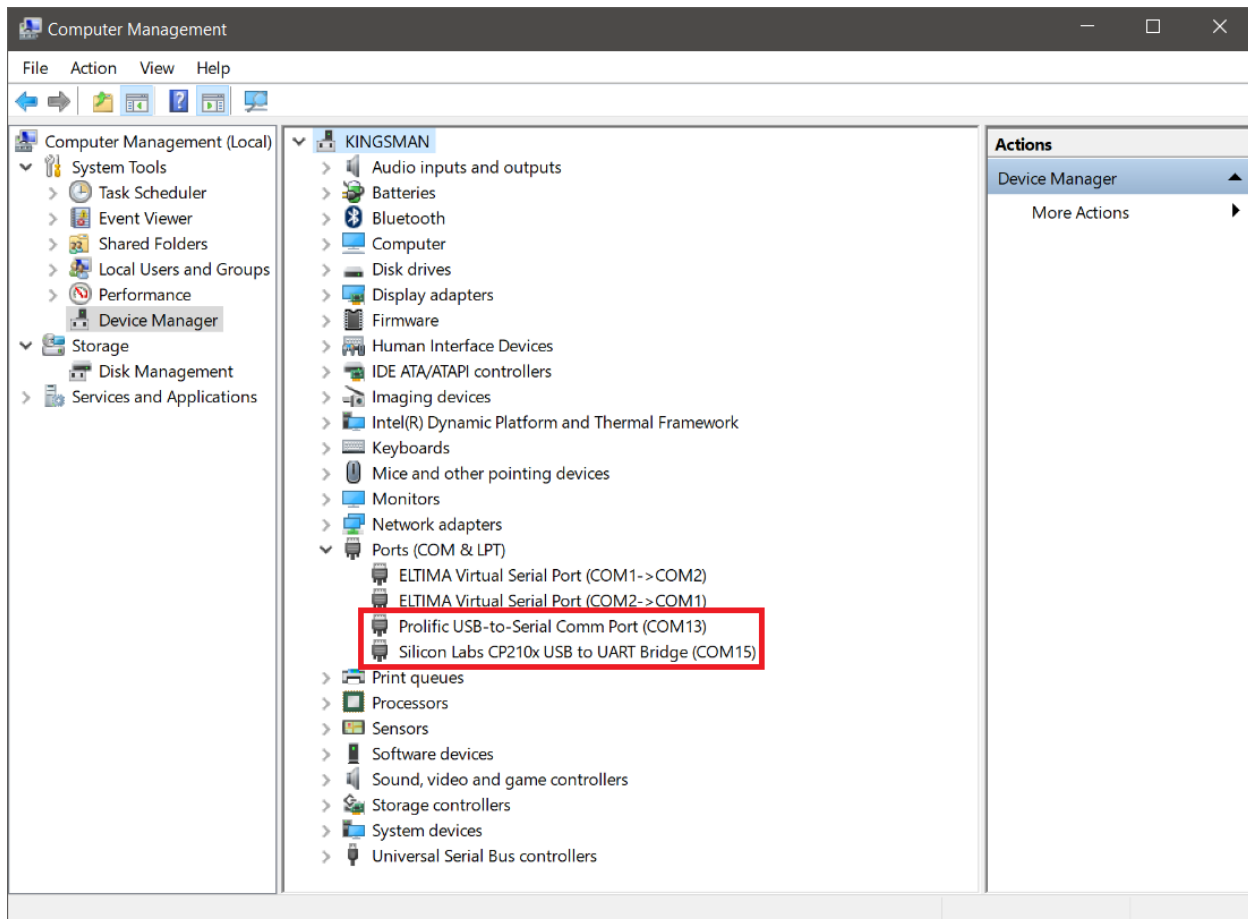 Computer Management
File Action View Help
Computer Management (Local)
System Tools
Task Scheduler
Event Viewer
Shared Folders
Local Users and Groups
Performance
Device Manager
Storage
Disk Management
Services and Applications
KINGSMAN
Audio inputs and outputs
Batteries
Bluetooth
Computer
Disk drives
Display adapters
Firmware
Human Interface Devices
IDE ATA/ATAPI controllers
Imaging devices
Intel(R) Dynamic Platform and Thermal Framework
Keyboards
Mice and other pointing devices
Monitors
Network adapters
Ports (COM & LPT)
ELTIMA Virtual Serial Port (COM1->COM2)
ELTIMA Virtual Serial Port (COM2->COM1)
Prolific USB-to-Serial Comm Port (COM13)
Silicon Labs CP210x USB to UART Bridge (COM15)
Print queues
Processors
Sensors
Software devices
Sound, video and game controllers
Storage controllers
System devices
Universal Serial Bus controllers
Actions
Device Manager
More Actions